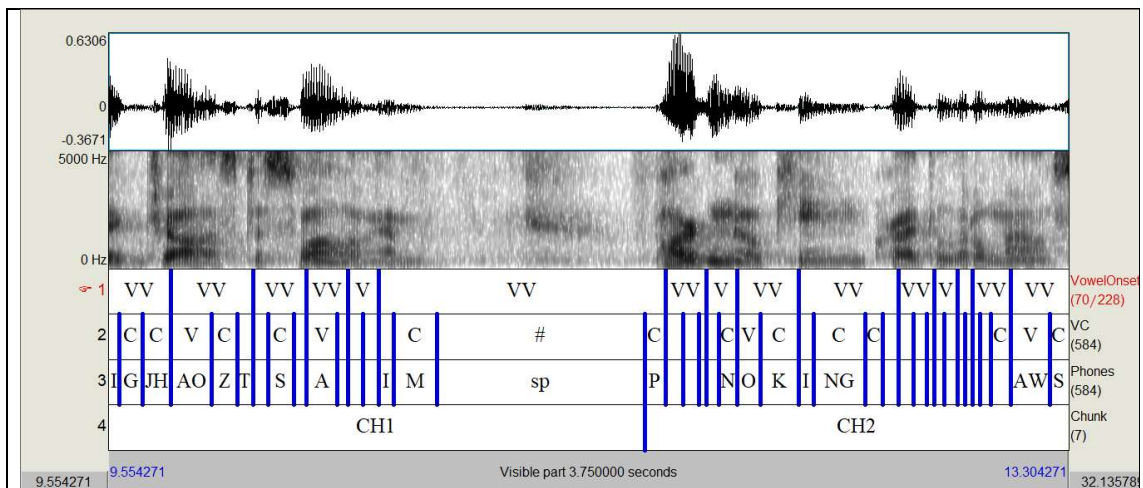 0.6306
0
-0.3671
5000 Hz
0 Hz
☞ 1 VV VV VV VV V VV VV V VV VV VV V VV VV VowelOnset
(70/228)
2 C C V C C V C # C C V C C C C V C VC
(584)
3 I G JH AO Z T S A I M sp P N O K I NG AW S Phones
(584)
4 CH1 CH2 Chunk
(7)
9.554271 Visible part 3.750000 seconds 13.304271
9.554271 32.135789